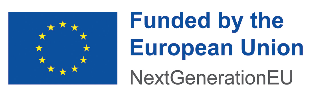 Funded by the
European Union
NextGenerationEU